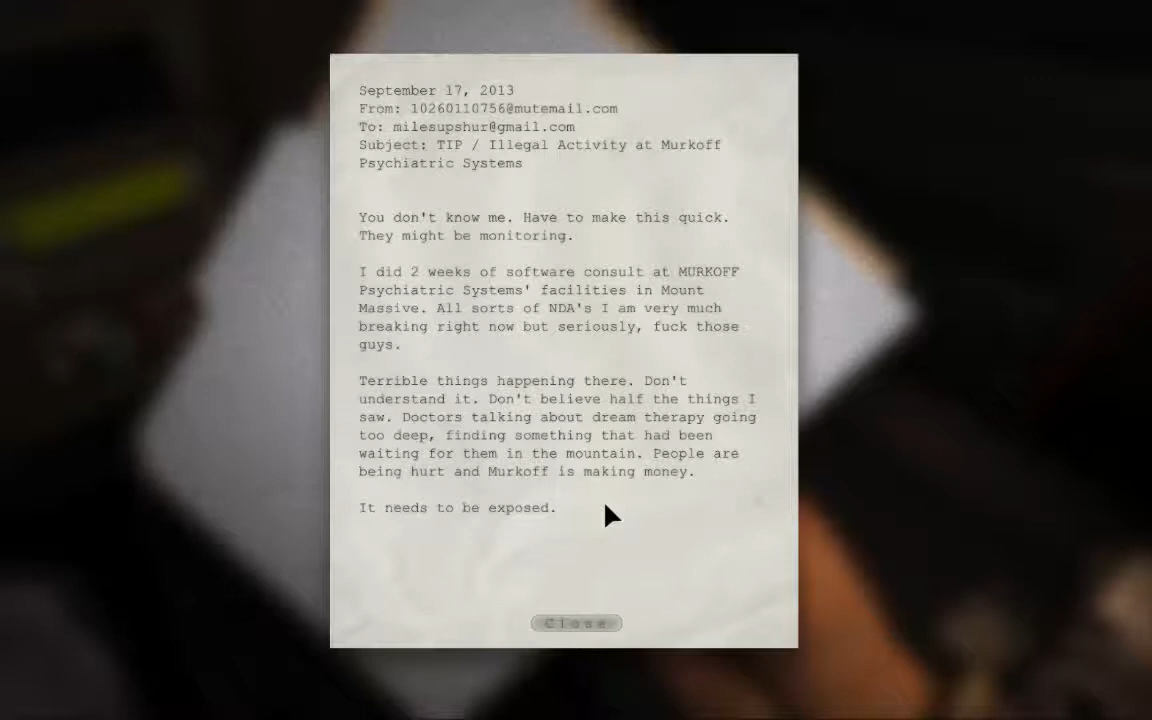 September 17, 2013
From: 10260110756@mutemail.com
To: milesupshur@gmail.com
Subject: TIP / Illegal Activity at Murkoff
Psychiatric Systems
You don't know me. Have to make this quick.
They might be monitoring.
I did 2 weeks of software consult at MURKOFF
Psychiatric Systems' facilities in Mount
Massive. All sorts of NDA's I am very much
breaking right now but seriously, fuck those
guys.
Terrible things happening there. Don't
understand it. Don't believe half the things I
saw. Doctors talking about dream therapy going
too deep, finding something that had been
waiting for them in the mountain. People are
being hurt and Murkoff is making money.
It needs to be exposed.
Close